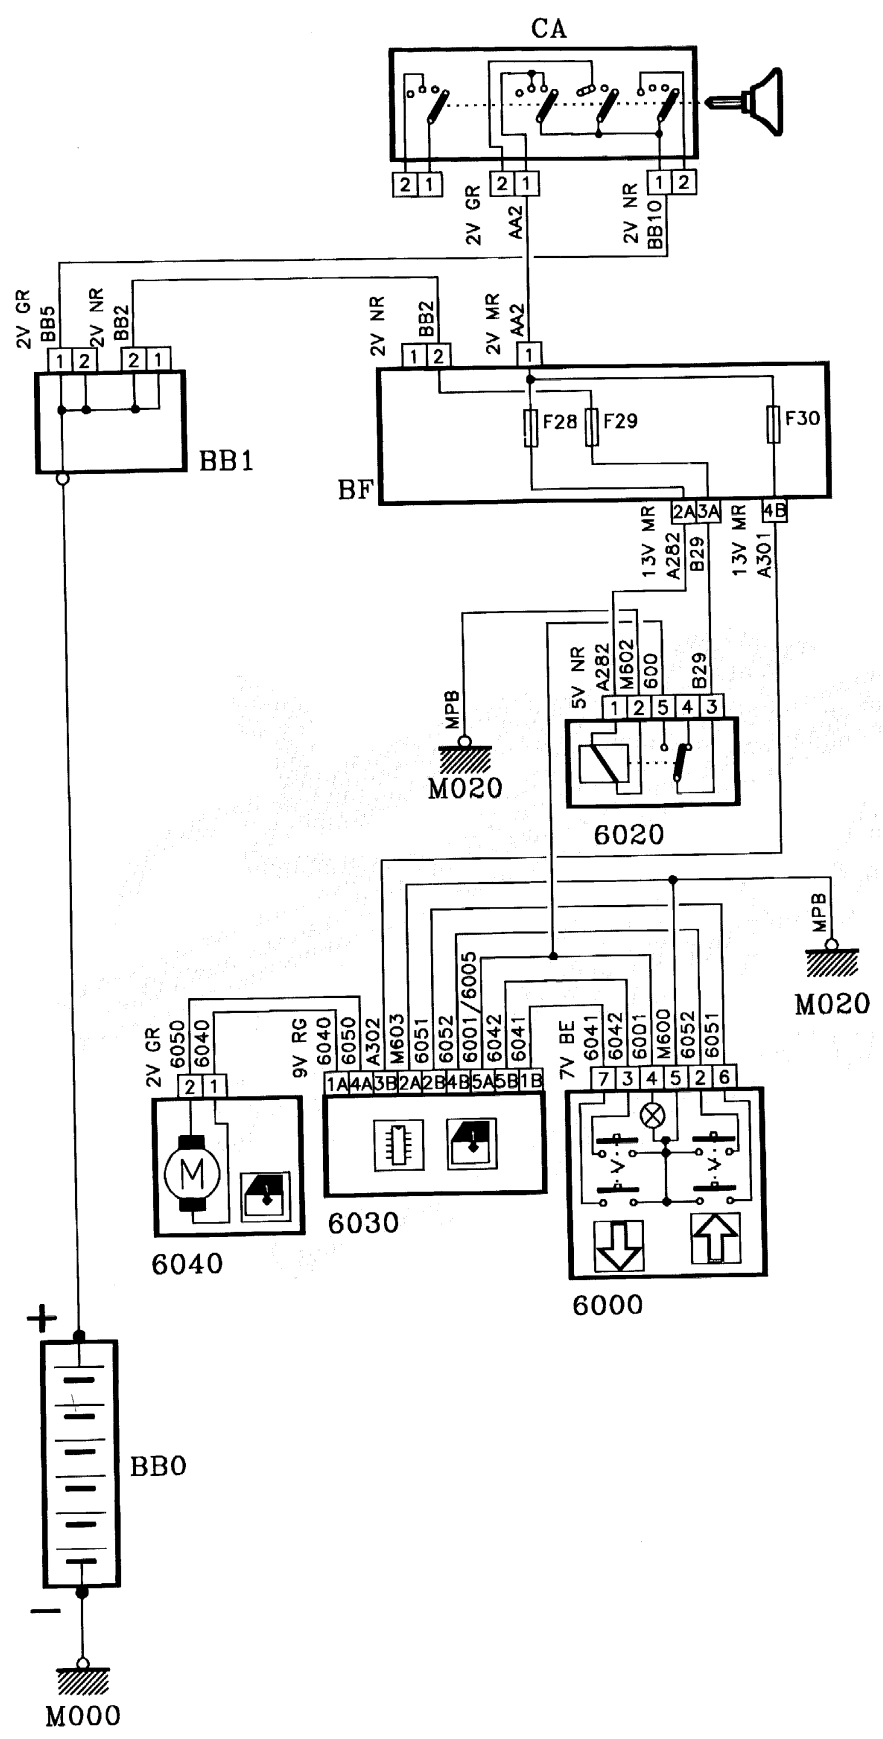 CA
2 1
2 1
1 2
2V GR
AA2
2V NR
BB10
2V GR
BB5
2V NR
BB2
2V NR
BB2
2V MR
AA2
1 2
2 1
1 2
1
F28
F29
F30
BB1
BF
2A 3A
4B
13V MR
A282
B29
13V MR
A301
5V NR
A282
M602
600
B29
MPB
1 2 5 4 3
M020
6020
MPB
M020
2V GR
6050
6040
9V RG
6040
6050
A302
M603
6051
6052
6001/6005
6042
6041
7V BE
6041
6042
6001
M600
6052
6051
2 1
1A 4A 3B 2A 2B 4B 5A 5B 1B
7 3 4 5 2 6
M
6030
6040
6000
+
BB0
−
M000